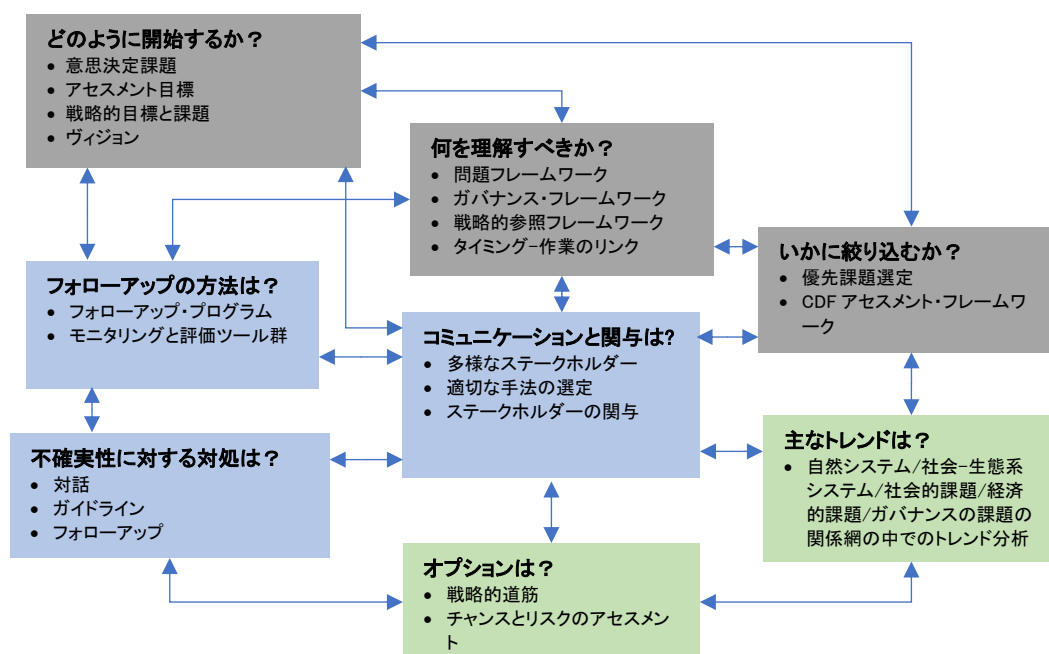 どのように開始するか？
• 意思決定課題
• アセスメント目標
• 戦略的目標と課題
• ヴィジョン
何を理解すべきか？
• 問題フレームワーク
• ガバナンス・フレームワーク
• 戦略的参照フレームワーク
• タイミング-作業のリンク
いかに絞り込むか？
• 優先課題選定
• CDF アセスメント・フレームワ
ーク
フォローアップの方法は？
• フォローアップ・プログラム
• モニタリングと評価ツール群
コミュニケーションと関与は?
• 多様なステークホルダー
• 適切な手法の選定
• ステークホルダーの関与
不確実性に対する対処は？
• 対話
• ガイドライン
• フォローアップ
主なトレンドは？
• 自然システム/社会-生態系
システム/社会的課題/経済
的課題/ガバナンスの課題の
関係網の中でのトレンド分析
オプションは？
• 戦略的道筋
• チャンスとリスクのアセスメン
ト